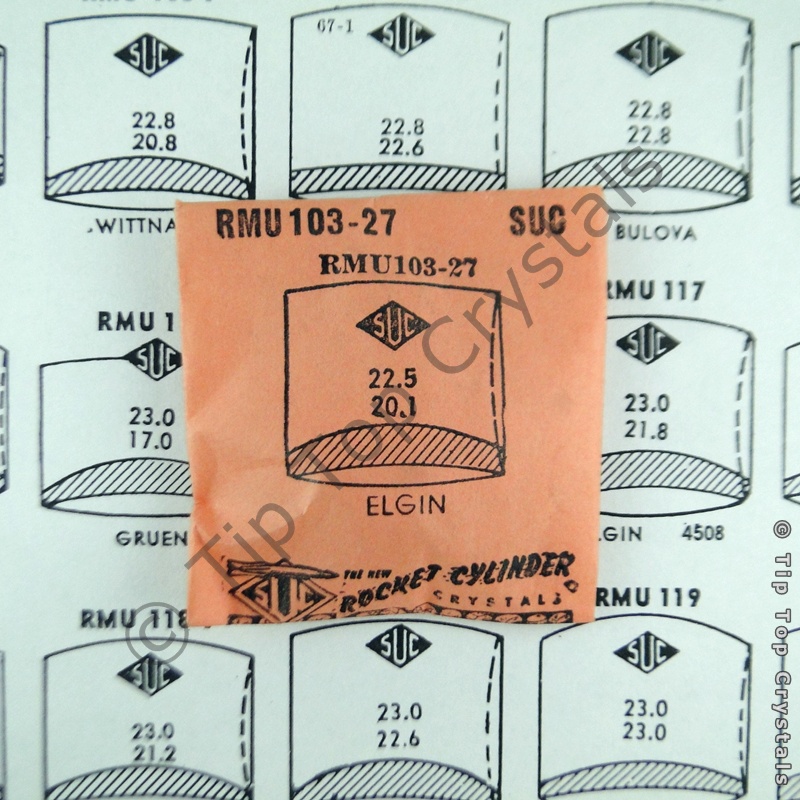 67-1
SUC
SUC
SUC
22.8
20.8
22.8
22.6
22.8
22.8
WITTNA
BULOVA
RMU 103-27
SUC
RMU103-27
SUC
22.5
20.1
ELGIN
SUC
THE NEW
ROCKET CYLINDER
CRYSTALS
RMU 1
SUC
23.0
17.0
GRUEN
RMU 117
SUC
23.0
21.8
GIN 4508
RMU 118
SUC
23.0
21.2
SUC
23.0
22.6
RMU 119
SUC
23.0
23.0
© Tip Top Crystals
© Tip Top Crystals